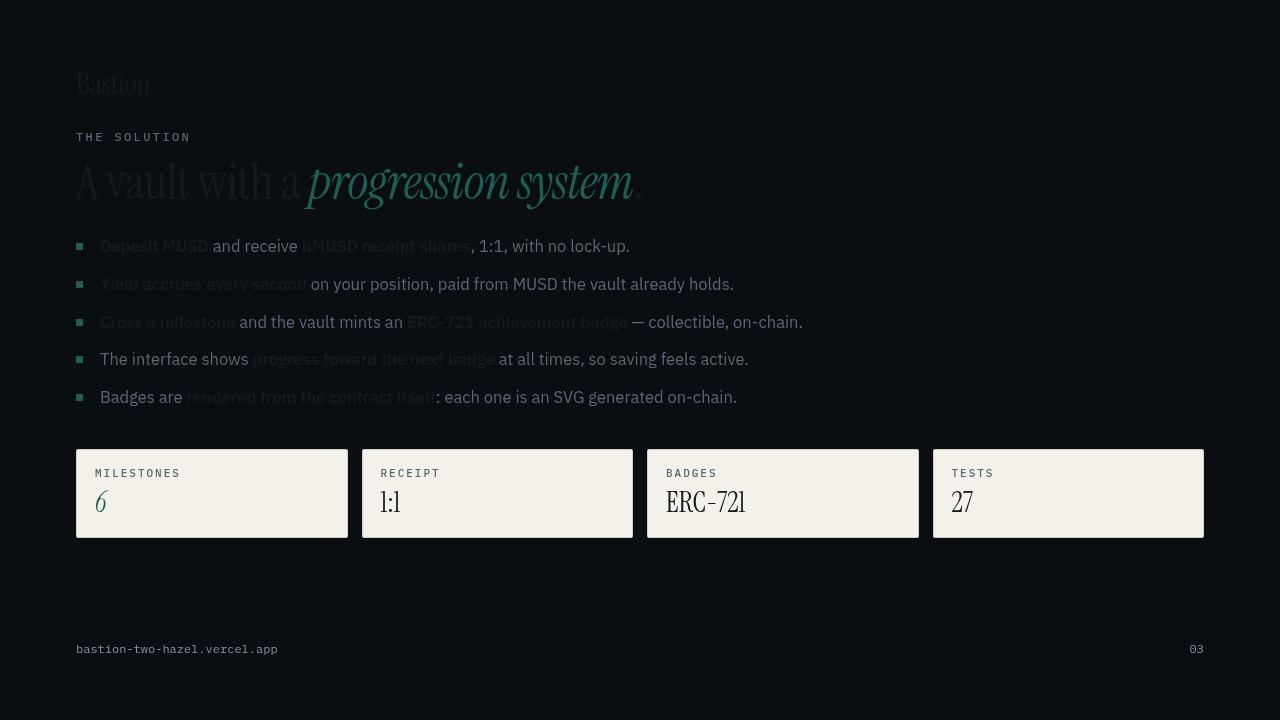 Bastion
THE SOLUTION
A vault with a progression system.
Deposit MUSD and receive bMUSD receipt shares, 1:1, with no lock-up.
Yield accrues every second on your position, paid from MUSD the vault already holds.
Cross a milestone and the vault mints an ERC-721 achievement badge — collectible, on-chain.
The interface shows progress toward the next badge at all times, so saving feels active.
Badges are rendered from the contract itself: each one is an SVG generated on-chain.
MILESTONES
6
RECEIPT
1:1
BADGES
ERC-721
TESTS
27
bastion-two-hazel.vercel.app
03